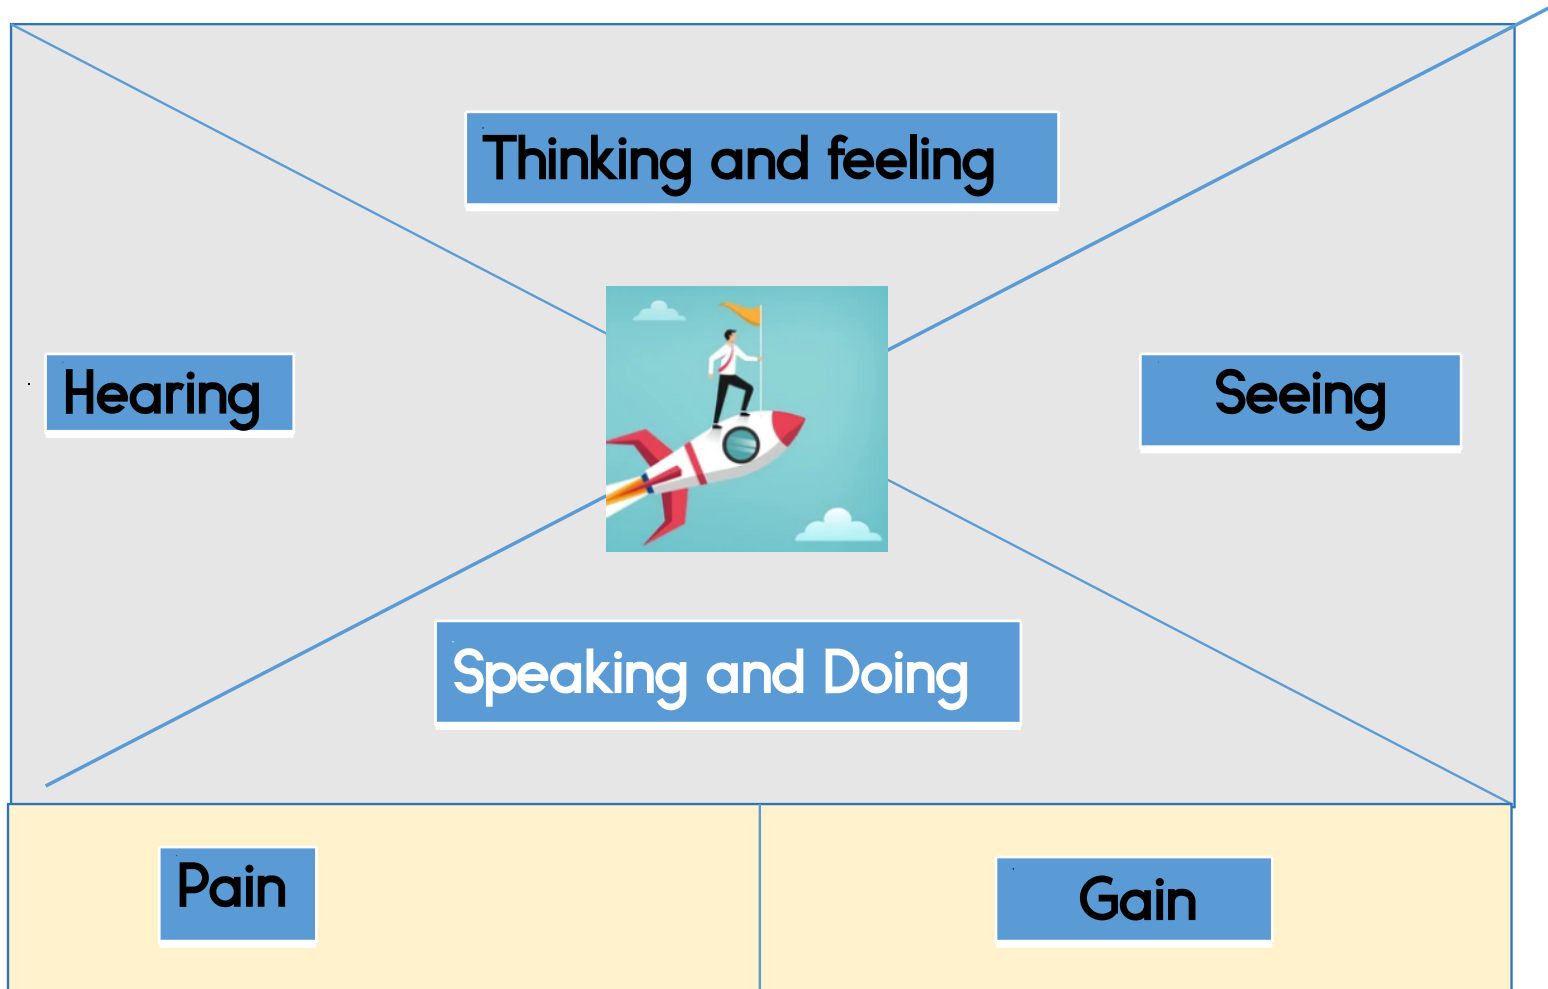 Thinking and feeling
Hearing
Seeing
Speaking and Doing
Pain
Gain